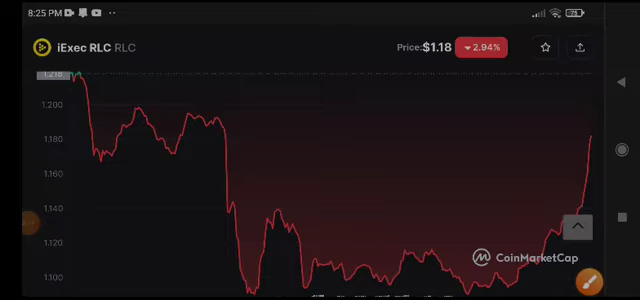 8:25 PM
75
iExec RLC RLC
Price:$1.18 ▼ 2.94%
1.218
1.200
1.180
1.160
1.140
1.120
1.100
CoinMarketCap